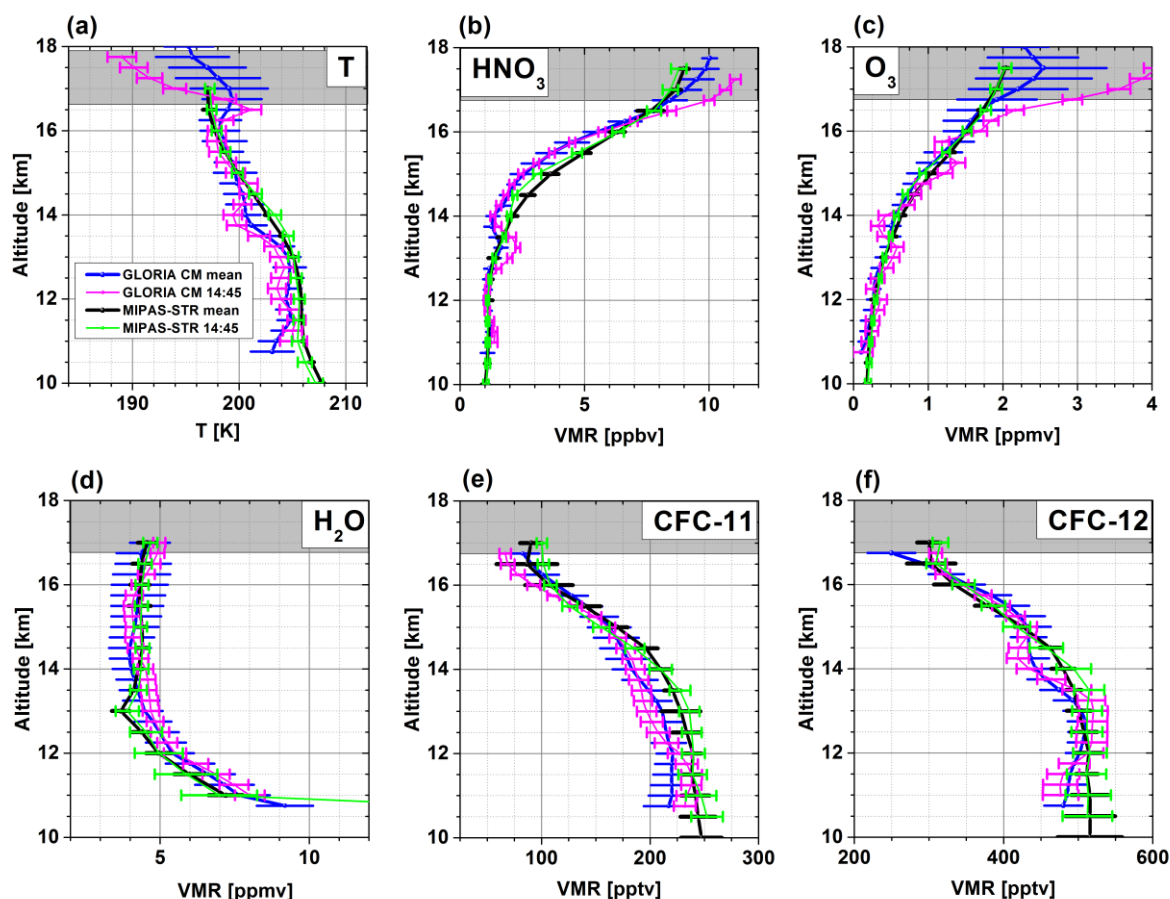 (a)
(b)
(c)
18
16
14
12
10
Altitude [km]
T
GLORIA CM mean
GLORIA CM 14:45
MIPAS-STR mean
MIPAS-STR 14:45
190 200 210
T [K]
18
16
14
12
10
Altitude [km]
HNO3
0 5 10
VMR [ppbv]
18
16
14
12
10
Altitude [km]
O3
0 1 2 3 4
VMR [ppmv]
(d)
(e)
(f)
18
16
14
12
10
Altitude [km]
H2O
5 10
VMR [ppmv]
18
16
14
12
10
Altitude [km]
CFC-11
100 200 300
VMR [pptv]
18
16
14
12
10
Altitude [km]
CFC-12
200 400 600
VMR [pptv]